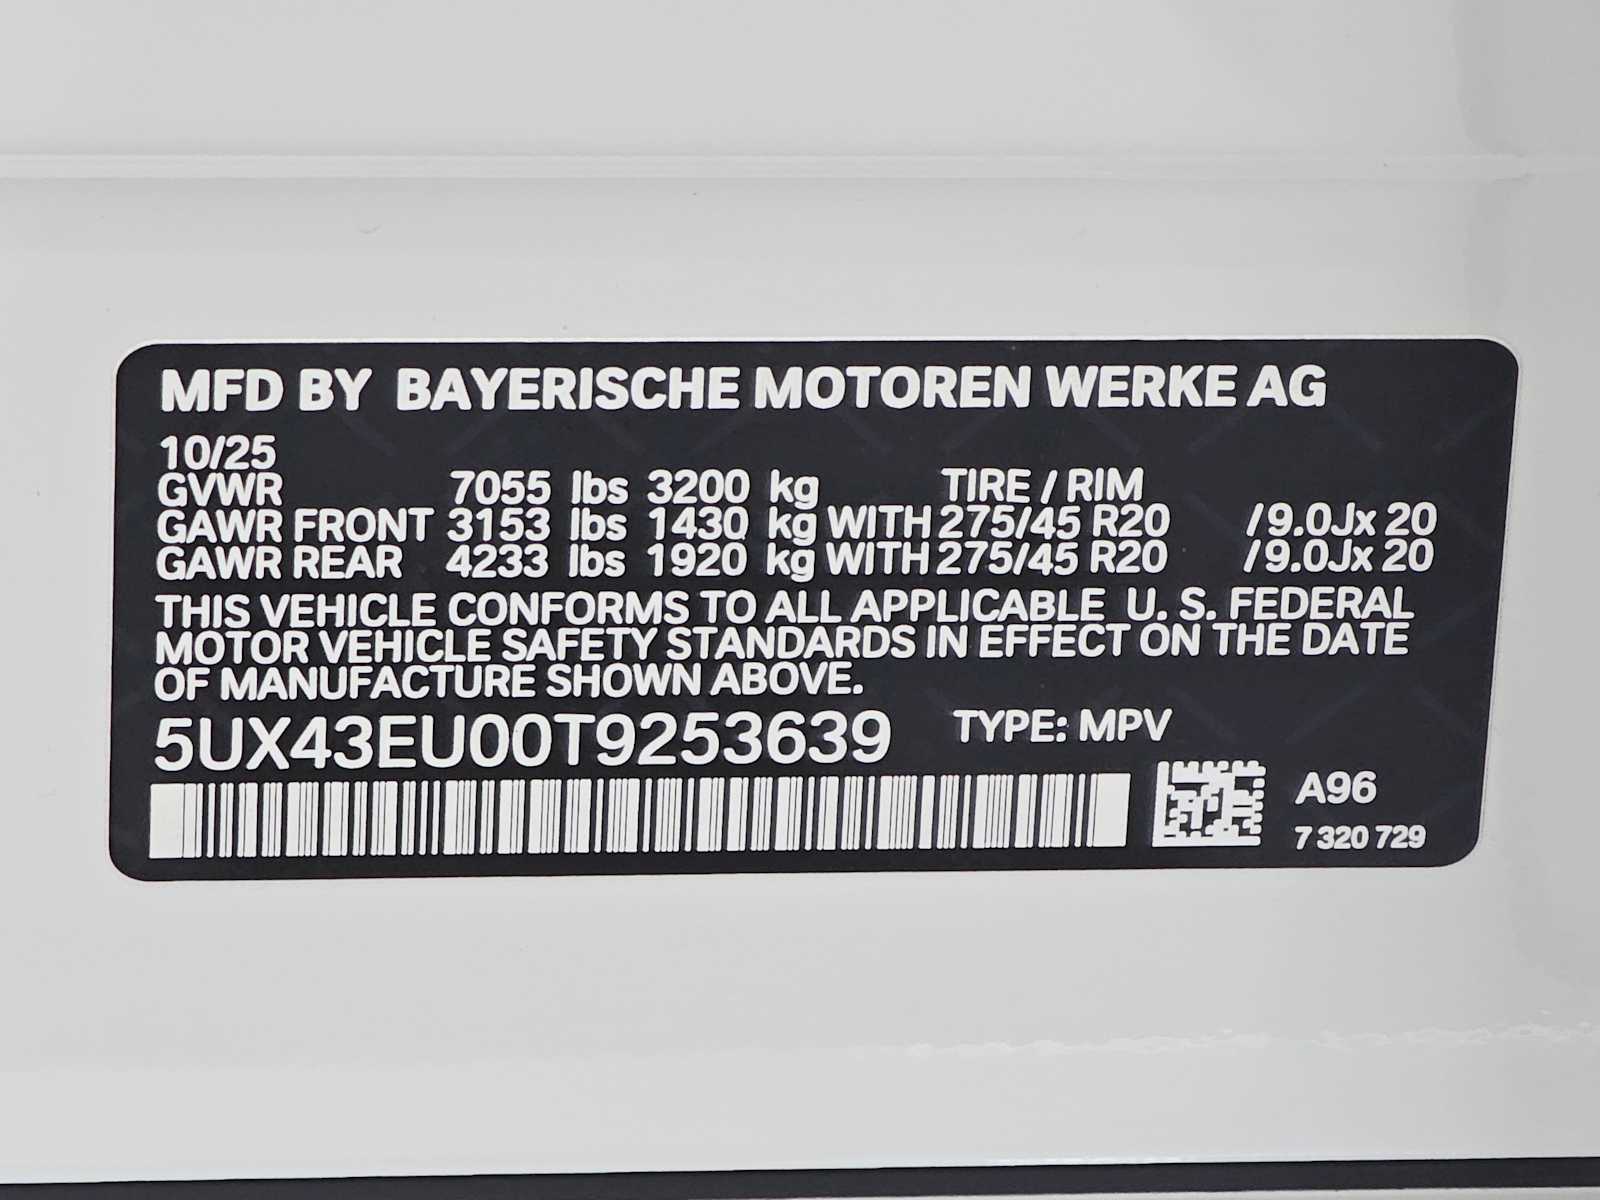 MFD BY BAYERISCHE MOTOREN WERKE AG
10/25
GVWR 7055 lbs 3200 kg TIRE / RIM
GAWR FRONT 3153 lbs 1430 kg WITH 275/45 R20 /9.0Jx 20
GAWR REAR 4233 lbs 1920 kg WITH 275/45 R20 /9.0Jx 20
THIS VEHICLE CONFORMS TO ALL APPLICABLE U. S. FEDERAL
MOTOR VEHICLE SAFETY STANDARDS IN EFFECT ON THE DATE
OF MANUFACTURE SHOWN ABOVE.
5UX43EU00T9253639 TYPE: MPV
A96
7 320 729